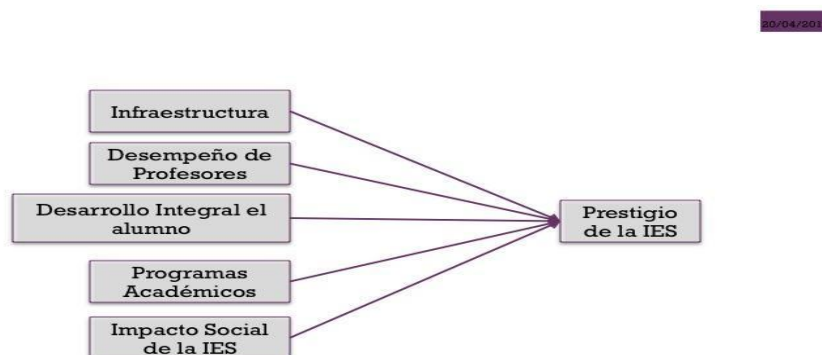 20/04/201
Infraestructura
Desempeño de
Profesores
Desarrollo Integral el
alumno
Prestigio
de la IES
Programas
Académicos
Impacto Social
de la IES